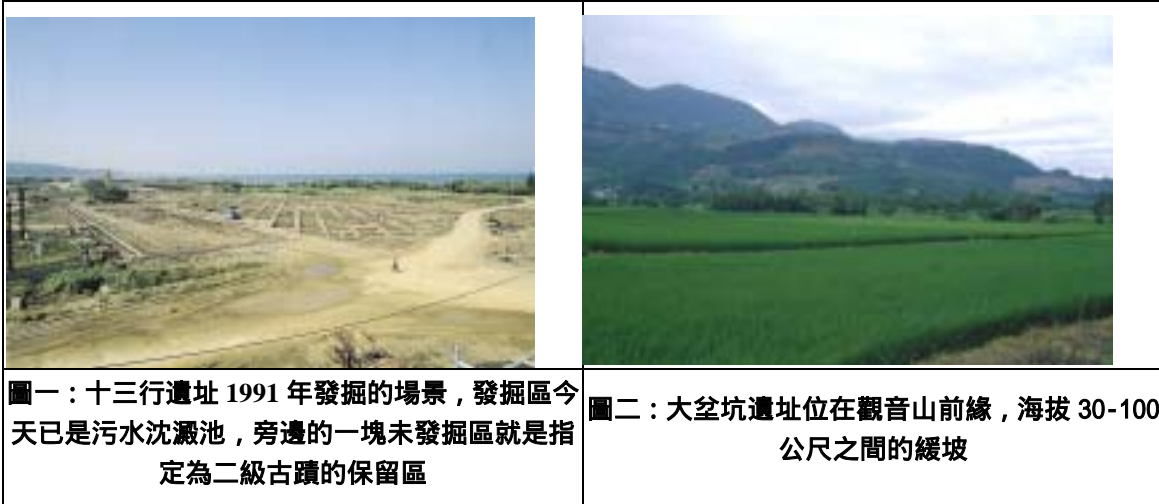 圖一：十三行遺址 1991 年發掘的場景，發掘區今
天已是污水沈澱池，旁邊的一塊未發掘區就是指
定為二級古蹟的保留區
圖二：大坌坑遺址位在觀音山前緣，海拔 30-100
公尺之間的緩坡